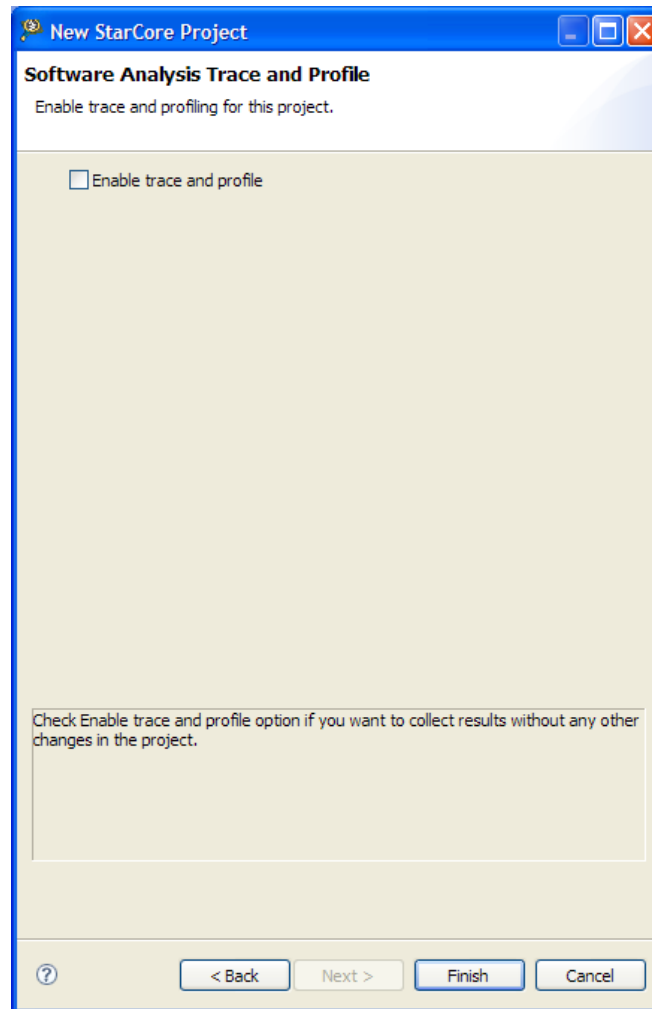 New StarCore Project
Software Analysis Trace and Profile
Enable trace and profiling for this project.
Enable trace and profile
Check Enable trace and profile option if you want to collect results without any other
changes in the project.
?
< Back
Next >
Finish
Cancel